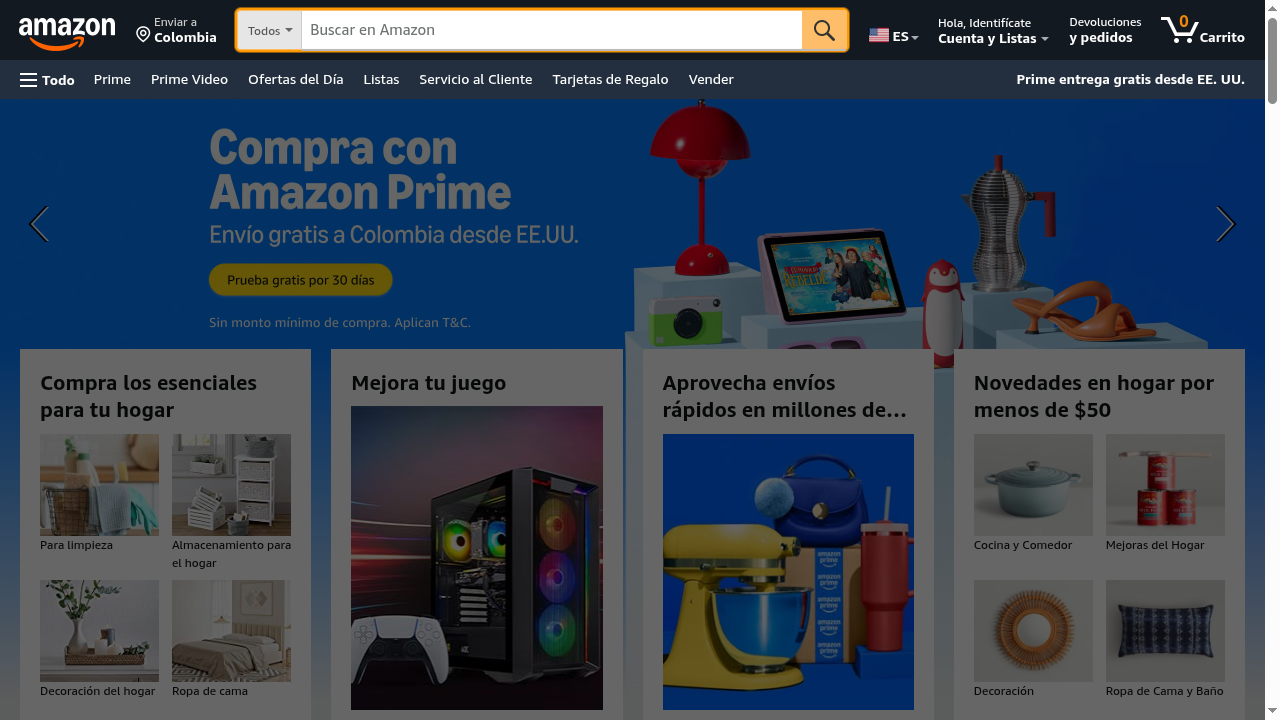 amazon
Enviar a
Colombia
Todos
Buscar en Amazon
ES
Hola, Identifícate
Cuenta y Listas
Devoluciones
y pedidos
0
Carrito
Todo
Prime
Prime Video
Ofertas del Día
Listas
Servicio al Cliente
Tarjetas de Regalo
Vender
Prime entrega gratis desde EE. UU.
Compra con
Amazon Prime
Envío gratis a Colombia desde EE.UU.
Prueba gratis por 30 días
Sin monto mínimo de compra. Aplican T&C.
Compra los esenciales
para tu hogar
Para limpieza
Almacenamiento para
el hogar
Decoración del hogar
Ropa de cama
Mejora tu juego
Aprovecha envíos
rápidos en millones de…
Novedades en hogar por
menos de $50
Cocina y Comedor
Mejoras del Hogar
Decoración
Ropa de Cama y Baño